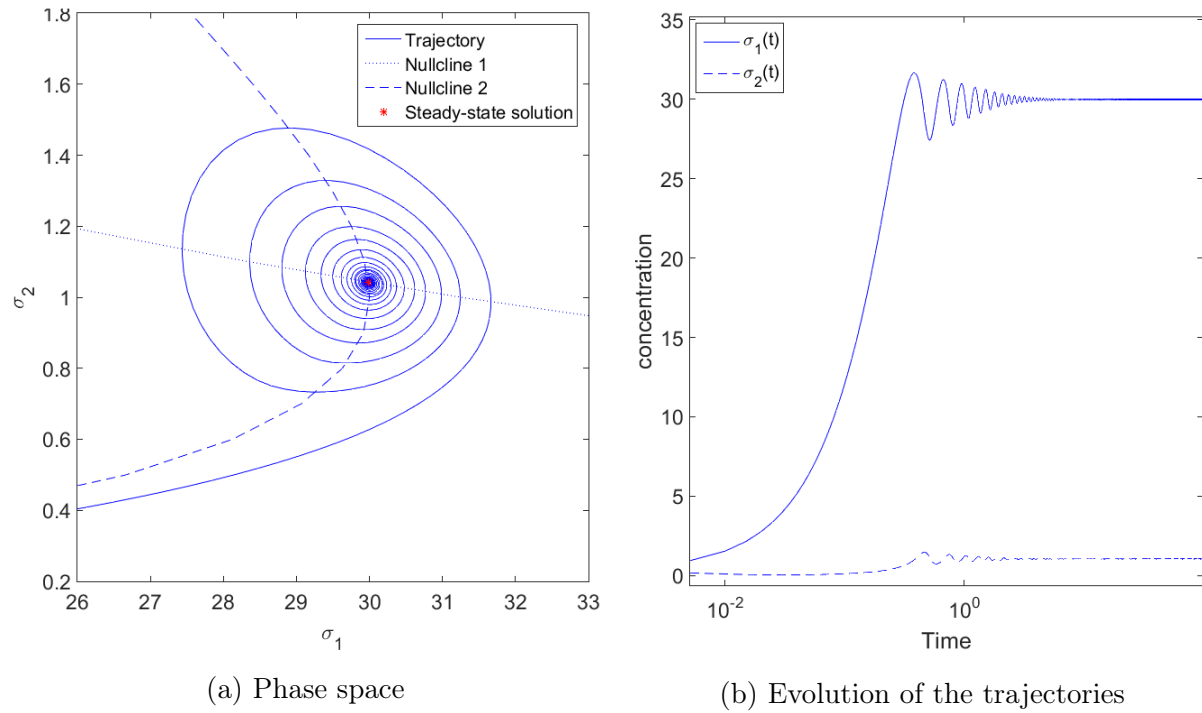 1.8
1.6
1.4
1.2
1
0.8
0.6
0.4
0.2
σ2
26 27 28 29 30 31 32 33
σ1
Trajectory
Nullcline 1
Nullcline 2
Steady-state solution
(a) Phase space
35
30
25
20
15
10
5
0
concentration
10^-2 10^0
Time
σ1(t)
σ2(t)
(b) Evolution of the trajectories